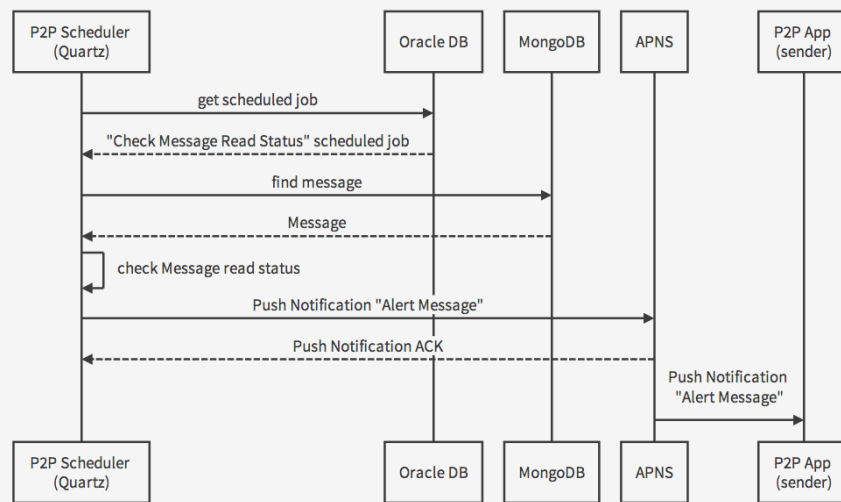 P2P Scheduler
(Quartz)
Oracle DB
MongoDB
APNS
P2P App
(sender)
get scheduled job
"Check Message Read Status" scheduled job
find message
Message
check Message read status
Push Notification "Alert Message"
Push Notification ACK
Push Notification
"Alert Message"
P2P Scheduler
(Quartz)
Oracle DB
MongoDB
APNS
P2P App
(sender)